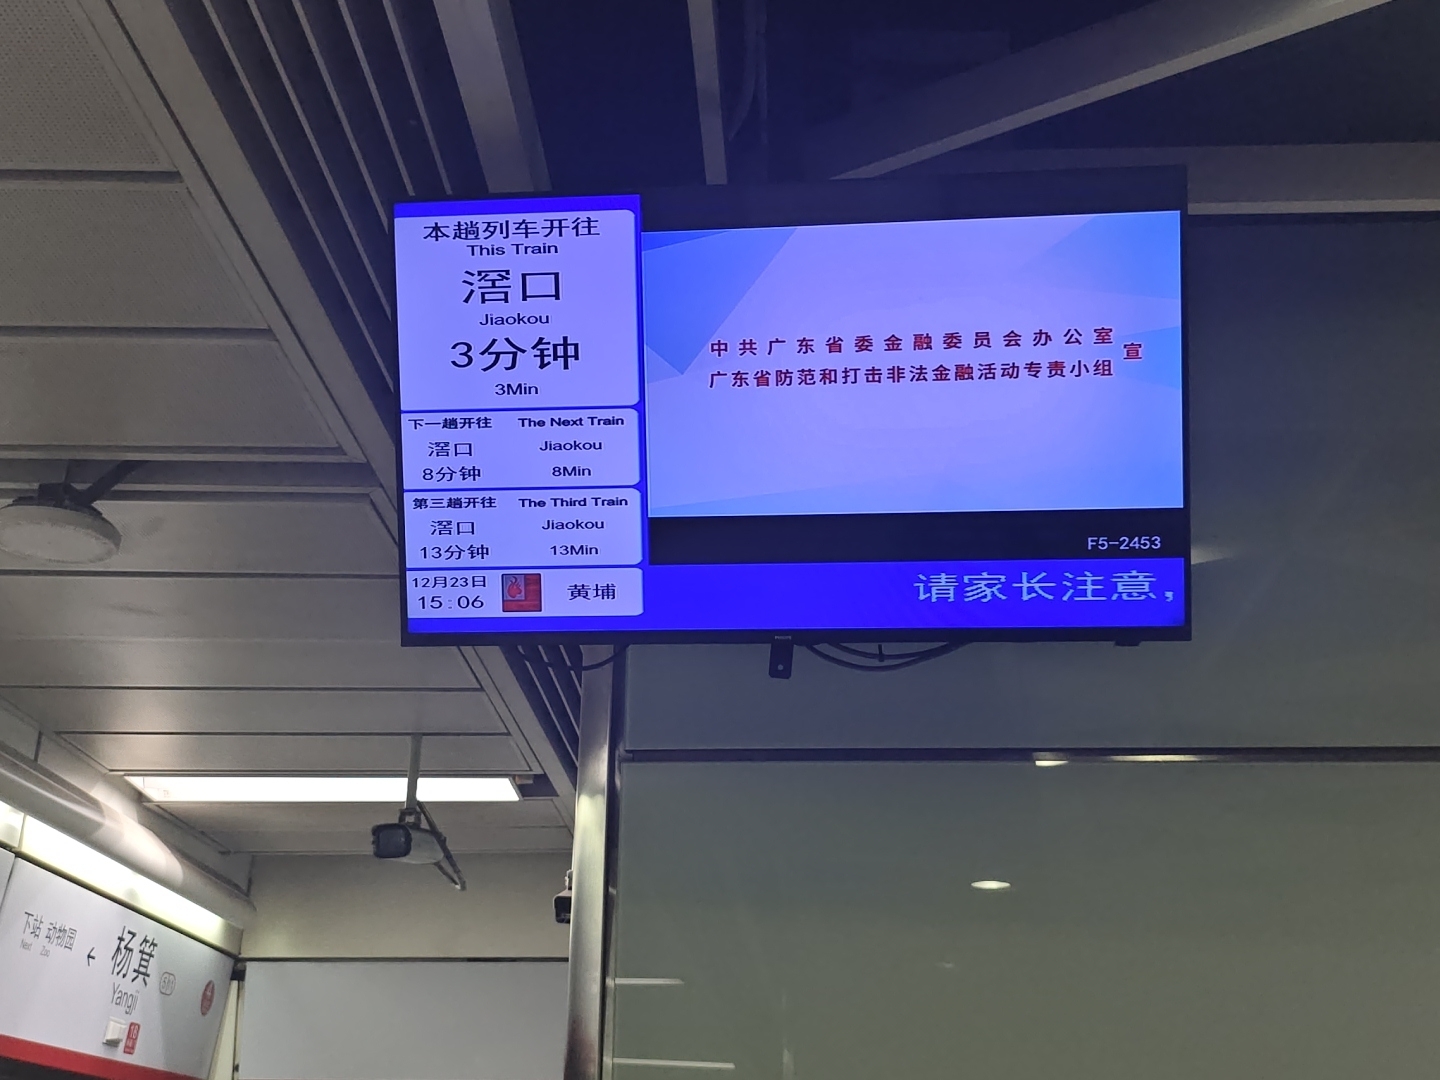 本趟列车开往
This Train
滘口
Jiaokou
3分钟
3Min
下一趟开往 The Next Train
滘口 Jiaokou
8分钟 8Min
第三趟开往 The Third Train
滘口 Jiaokou
13分钟 13Min
12月23日
15:06
黄埔
中共广东省委金融委员会办公室
广东省防范和打击非法金融活动专责小组
宣
F5-2453
请家长注意，
下站 动物园
Next Zoo
←
杨箕
Yangji